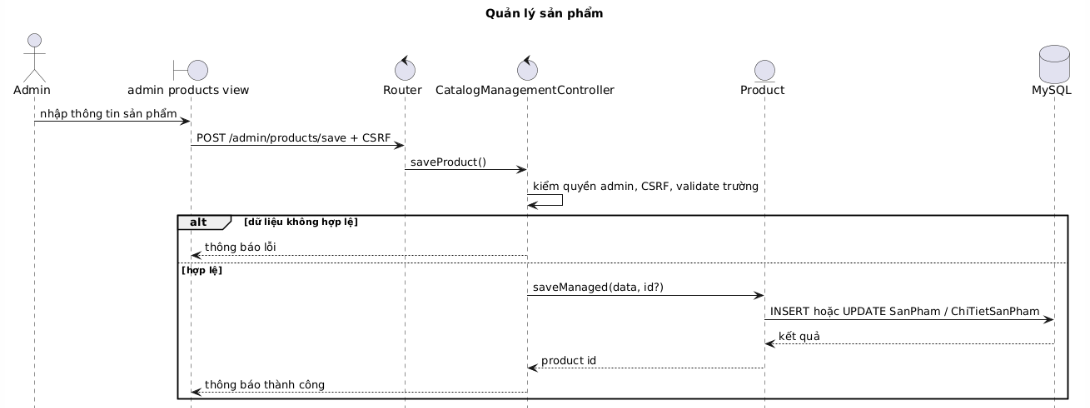 Quản lý sản phẩm
Admin
admin products view
Router
CatalogManagementController
Product
MySQL
nhập thông tin sản phẩm
POST /admin/products/save + CSRF
saveProduct()
kiểm quyền admin, CSRF, validate trường
alt [dữ liệu không hợp lệ]
thông báo lỗi
[hợp lệ]
saveManaged(data, id?)
INSERT hoặc UPDATE SanPham / ChiTietSanPham
kết quả
product id
thông báo thành công